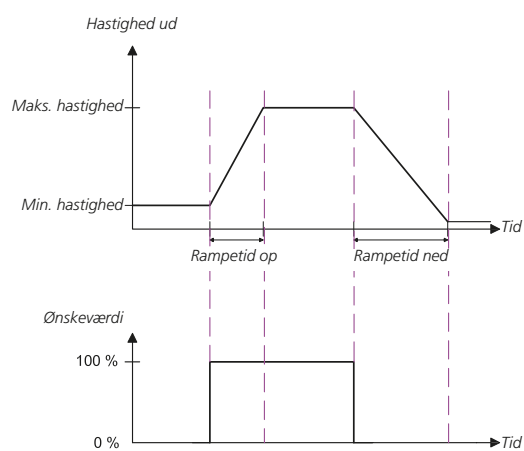 Hastighed ud
Maks. hastighed
Min. hastighed
Tid
Rampetid op
Rampetid ned
Ønskeværdi
100 %
0 %
Tid